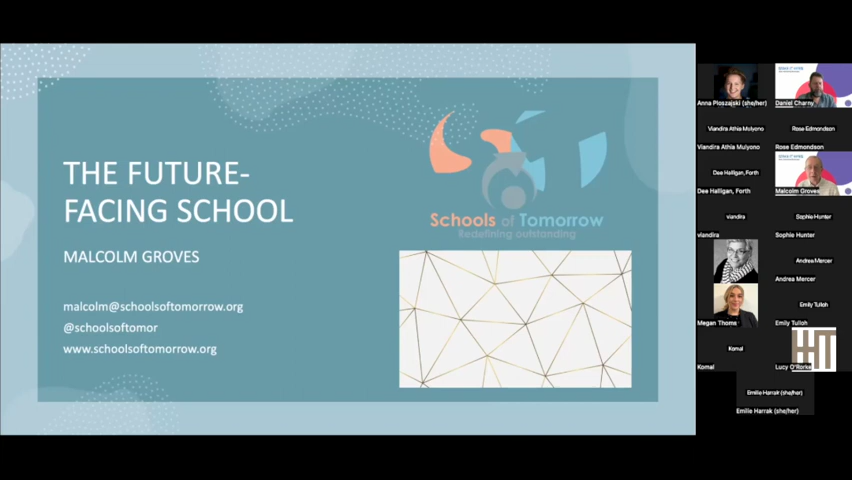 THE FUTURE-
FACING SCHOOL
MALCOLM GROVES
malcolm@schoolsoftomorrow.org
@schoolsoftomor
www.schoolsoftomorrow.org
Schools of Tomorrow
Redefining outstanding
Anna Ploszajski (she/her)
Daniel Charny
Viandira Athia Mulyono
Rose Edmondson
Viandira Athia Mulyono
Rose Edmondson
Dee Halligan, Forth
Dee Halligan, Forth
Malcolm Groves
viandira
Sophie Hunter
viandira
Sophie Hunter
Andrea Mercer
Andrea Mercer
Emily Tulloh
Megan Thoms
Emily Tulloh
Komal
Komal
Lucy O'Rorke
Emilie Harrak (she/her)
Emilie Harrak (she/her)